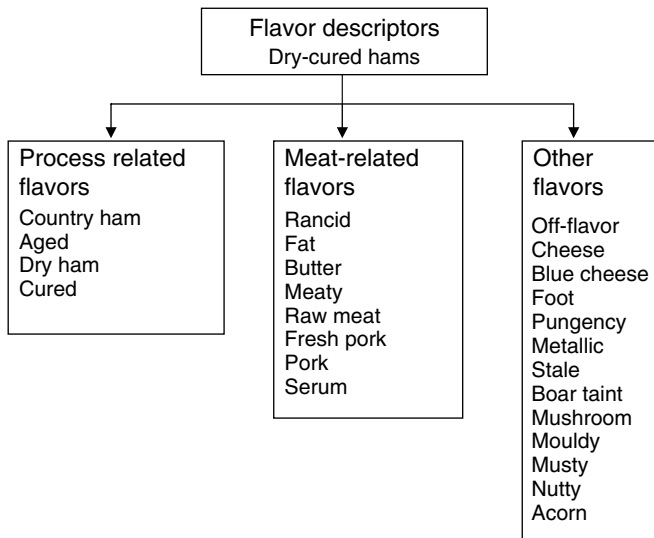 Flavor descriptors
Dry-cured hams
Process related
flavors
Country ham
Aged
Dry ham
Cured
Meat-related
flavors
Rancid
Fat
Butter
Meaty
Raw meat
Fresh pork
Pork
Serum
Other
flavors
Off-flavor
Cheese
Blue cheese
Foot
Pungency
Metallic
Stale
Boar taint
Mushroom
Mouldy
Musty
Nutty
Acorn